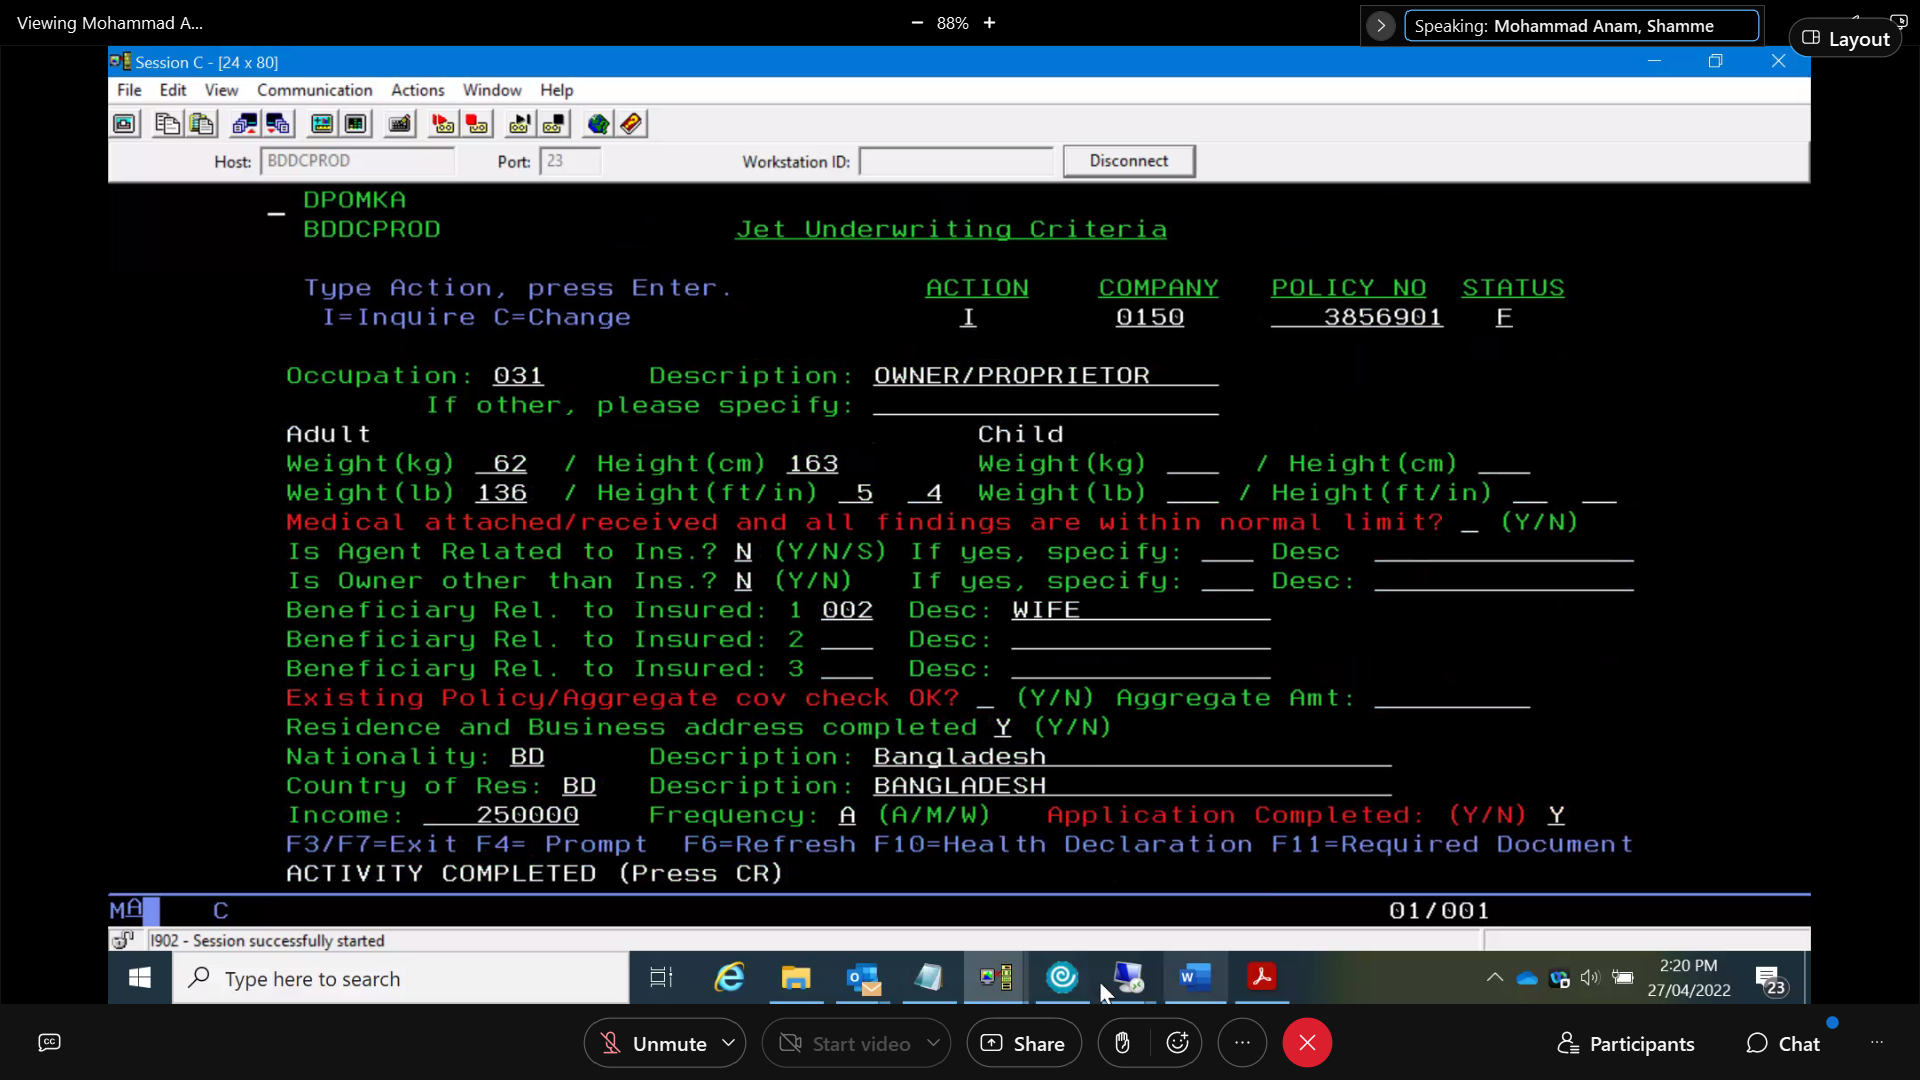 Viewing Mohammad A...
88%
Speaking: Mohammad Anam, Shamme
Layout
Session C - [24 x 80]
File Edit View Communication Actions Window Help
Host: BDDCPROD Port: 23 Workstation ID: Disconnect
DPOMKA
BDDCPROD Jet Underwriting Criteria
Type Action, press Enter. ACTION COMPANY POLICY NO STATUS
I=Inquire C=Change I 0150 3856901 F
Occupation: 031 Description: OWNER/PROPRIETOR
If other, please specify:
Adult Child
Weight(kg) 62 / Height(cm) 163 Weight(kg) ___ / Height(cm) ___
Weight(lb) 136 / Height(ft/in) 5 4 Weight(lb) ___ / Height(ft/in) __ __
Medical attached/received and all findings are within normal limit? _ (Y/N)
Is Agent Related to Ins.? N (Y/N/S) If yes, specify: ___ Desc
Is Owner other than Ins.? N (Y/N) If yes, specify: ___ Desc:
Beneficiary Rel. to Insured: 1 002 Desc: WIFE
Beneficiary Rel. to Insured: 2 ___ Desc:
Beneficiary Rel. to Insured: 3 ___ Desc:
Existing Policy/Aggregate cov check OK? _ (Y/N) Aggregate Amt:
Residence and Business address completed Y (Y/N)
Nationality: BD Description: Bangladesh
Country of Res: BD Description: BANGLADESH
Income: 250000 Frequency: A (A/M/W) Application Completed: (Y/N) Y
F3/F7=Exit F4= Prompt F6=Refresh F10=Health Declaration F11=Required Document
ACTIVITY COMPLETED (Press CR)
MA C 01/001
I902 - Session successfully started
Type here to search
2:20 PM
27/04/2022
23
CC Unmute Start video Share Participants Chat